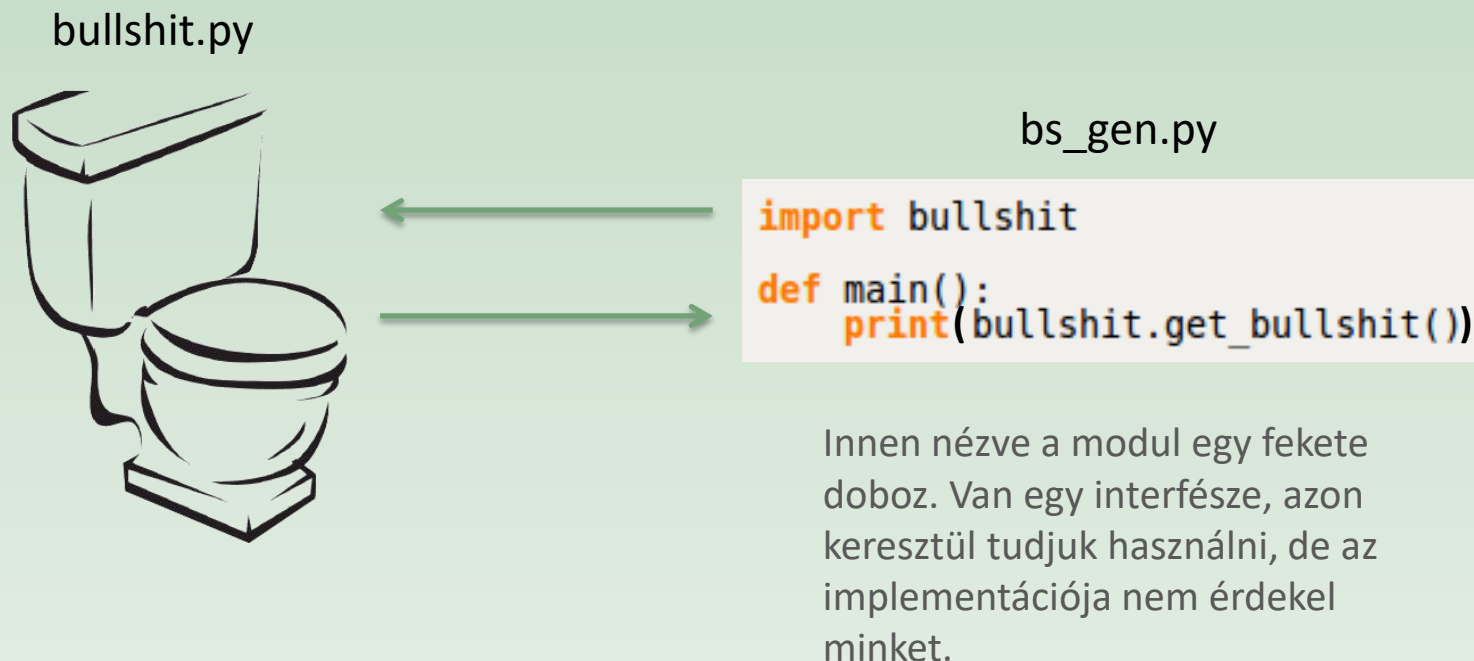 bullshit.py
bs_gen.py
import bullshit
def main():
    print(bullshit.get_bullshit())
Innen nézve a modul egy fekete
doboz. Van egy interfésze, azon
keresztül tudjuk használni, de az
implementációja nem érdekel
minket.